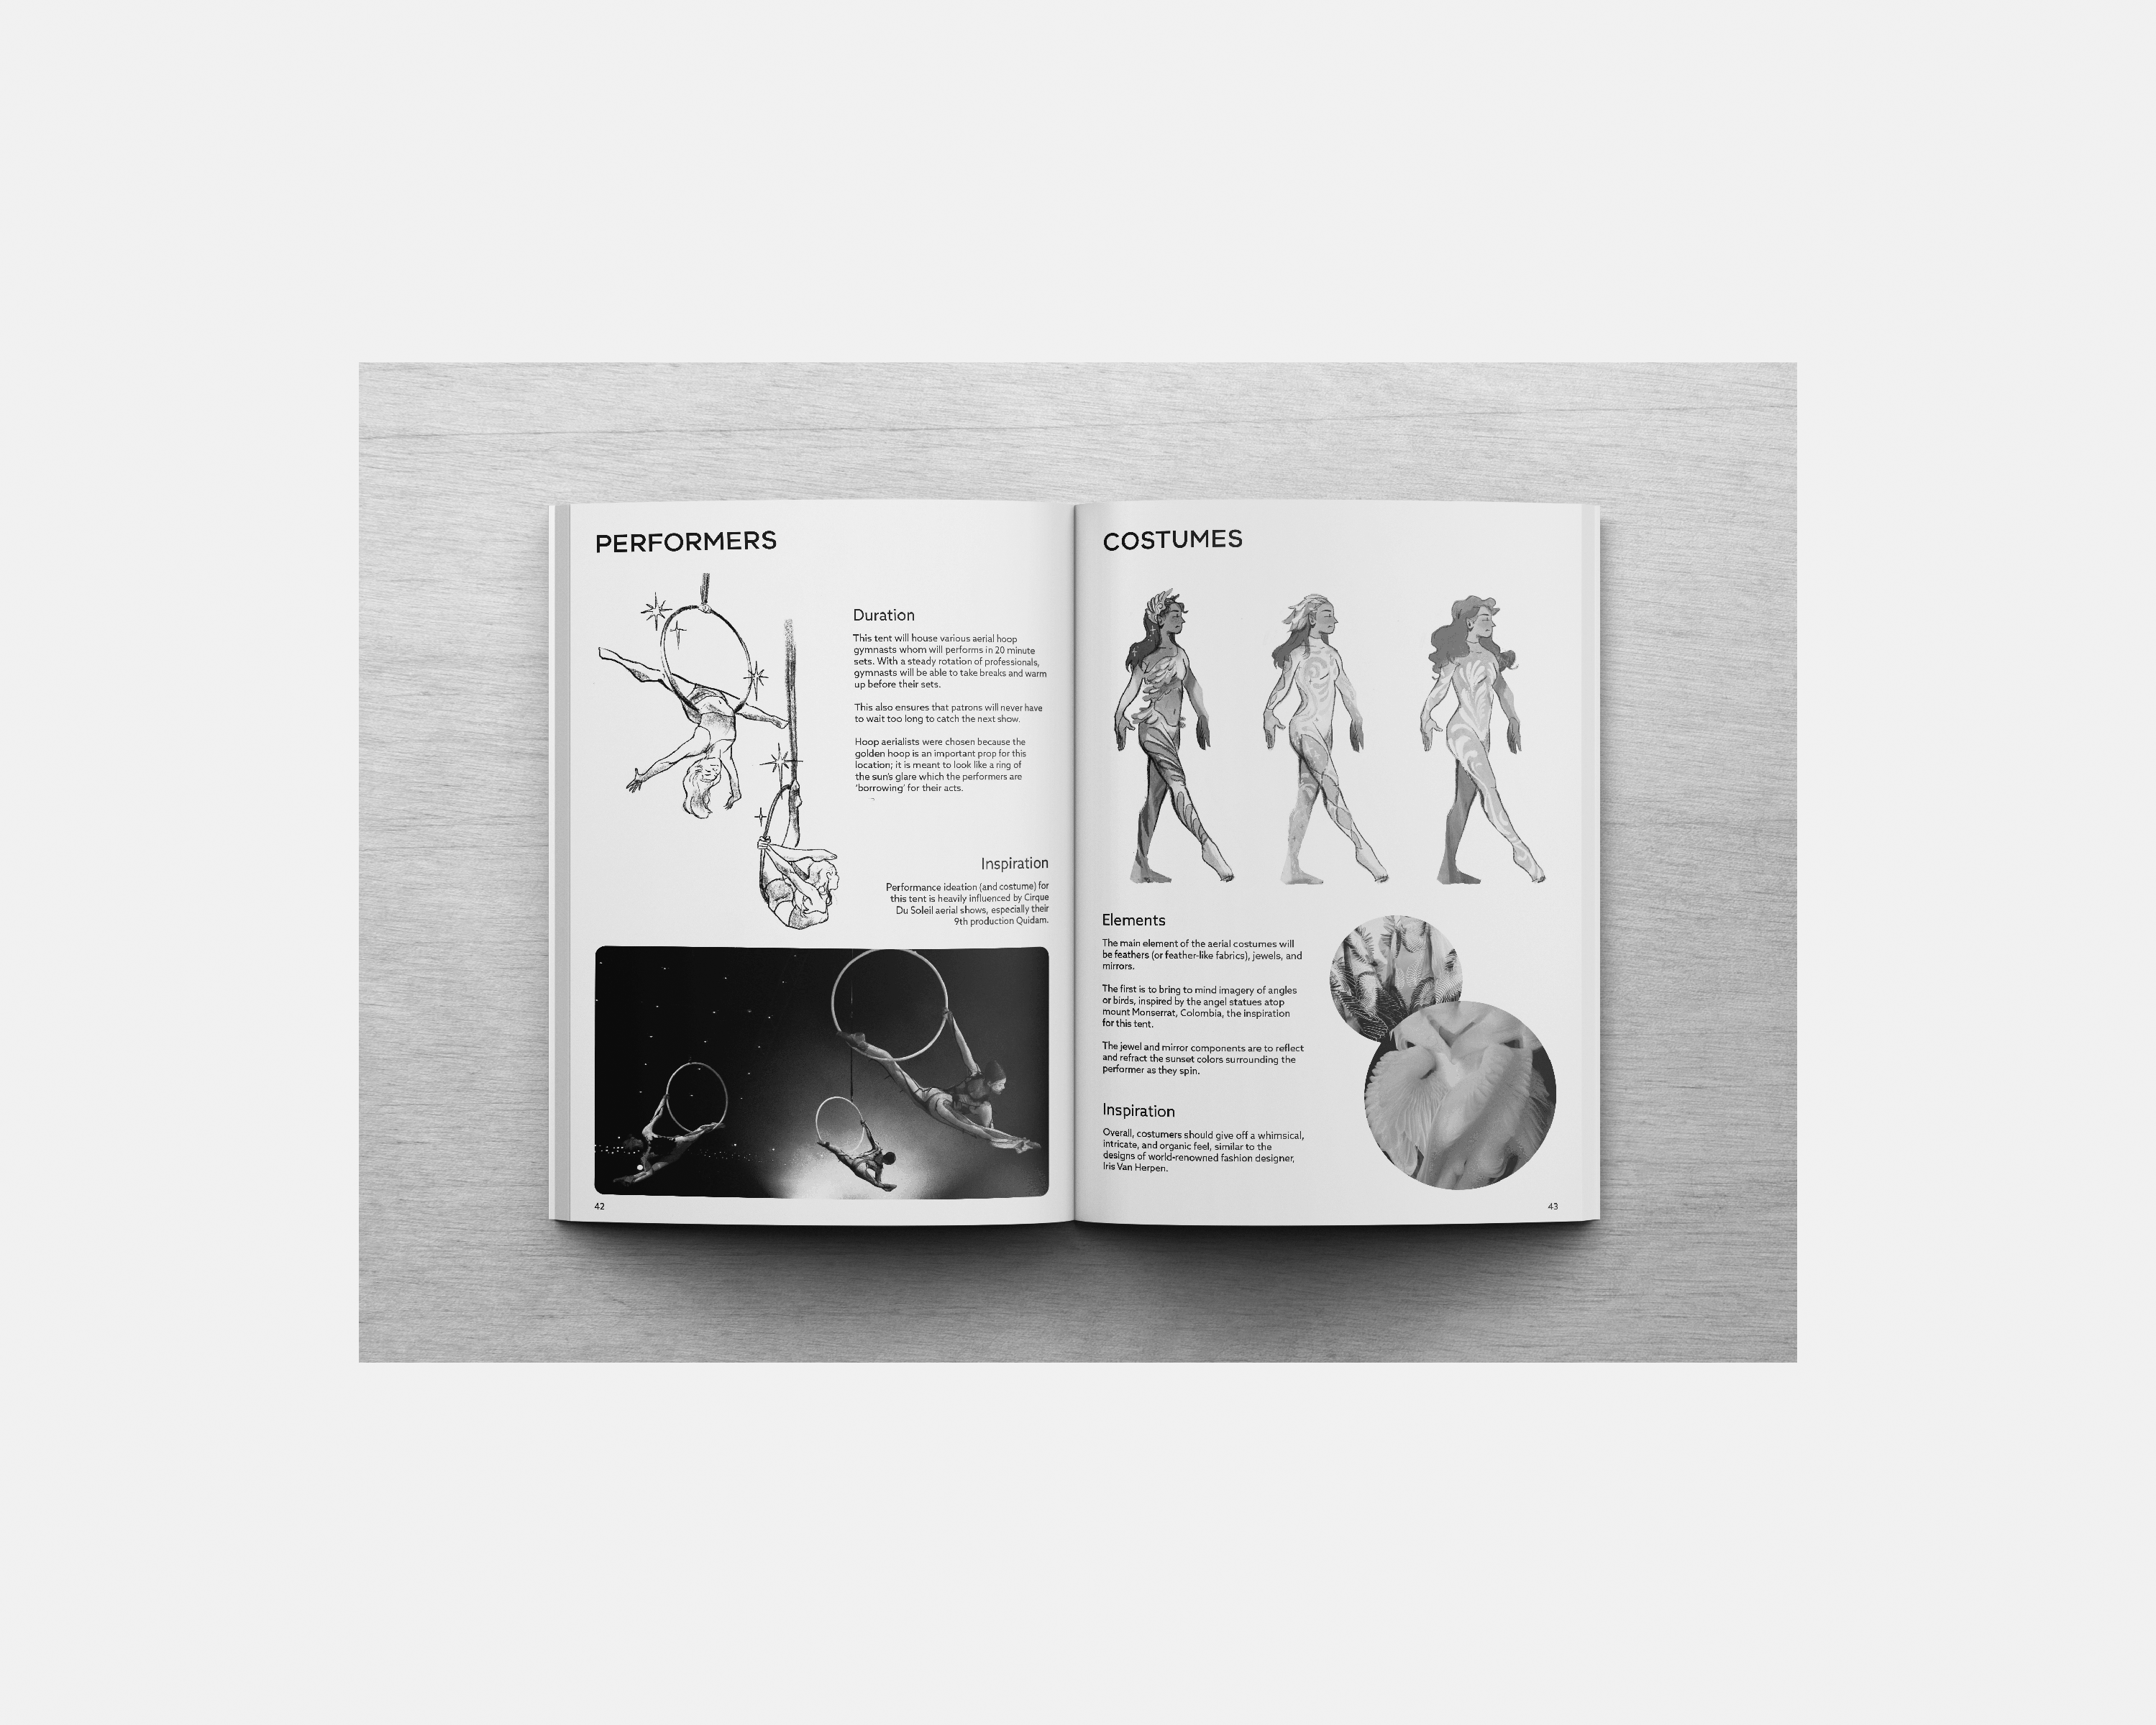 PERFORMERS
Duration
This tent will house various aerial hoop
gymnasts whom will performs in 20 minute
sets. With a steady rotation of professionals,
gymnasts will be able to take breaks and warm
up before their sets.
This also ensures that patrons will never have
to wait too long to catch the next show.
Hoop aerialists were chosen because the
golden hoop is an important prop for this
location; it is meant to look like a ring of
the sun's glare which the performers are
'borrowing' for their acts.
Inspiration
Performance ideation (and costume) for
this tent is heavily influenced by Cirque
Du Soleil aerial shows, especially their
9th production Quidam.
42
COSTUMES
Elements
The main element of the aerial costumes will
be feathers (or feather-like fabrics), jewels, and
mirrors.
The first is to bring to mind imagery of angles
or birds, inspired by the angel statues atop
mount Monserrat, Colombia, the inspiration
for this tent.
The jewel and mirror components are to reflect
and refract the sunset colors surrounding the
performer as they spin.
Inspiration
Overall, costumers should give off a whimsical,
intricate, and organic feel, similar to the
designs of world-renowned fashion designer,
Iris Van Herpen.
43